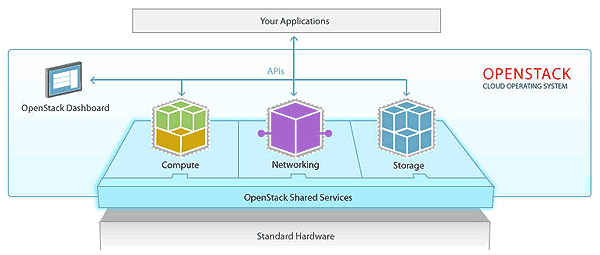 Your Applications
APIs
OPENSTACK
CLOUD OPERATING SYSTEM
OpenStack Dashboard
Compute
Networking
Storage
OpenStack Shared Services
Standard Hardware